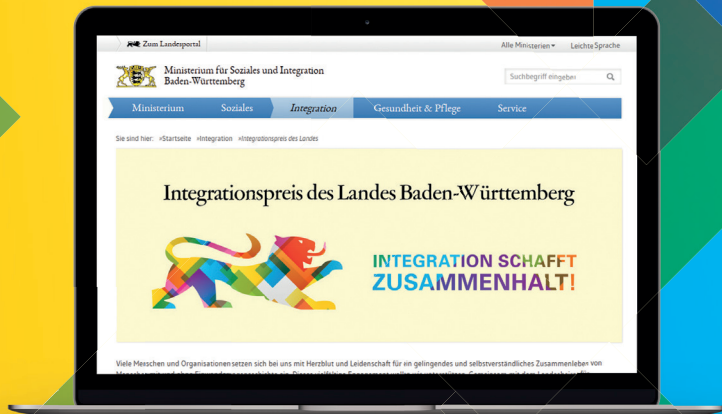 Zum Landesportal
Alle Ministerien Leichte Sprache
Ministerium für Soziales und Integration
Baden-Württemberg
Suchbegriff eingeben
Ministerium Soziales Integration Gesundheit & Pflege Service
Sie sind hier: »Startseite »Integration »Integrationspreis des Landes
Integrationspreis des Landes Baden-Württemberg
INTEGRATION SCHAFFT
ZUSAMMENHALT!
Viele Menschen und Organisationen setzen sich bei uns mit Herzblut und Leidenschaft für ein gelingendes und selbstverständliches Zusammenleben von